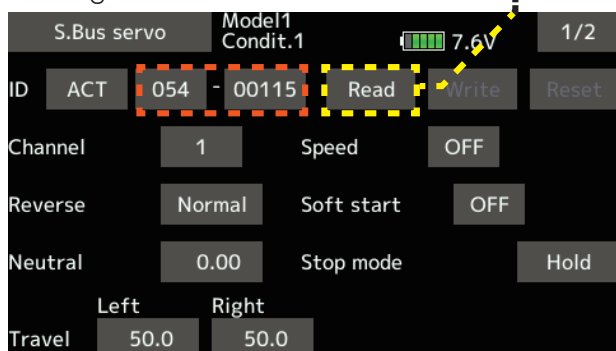 S.Bus servo Model1 Condit.1 7.6V 1/2
ID ACT 054 - 00115 Read Write Reset
Channel 1 Speed OFF
Reverse Normal Soft start OFF
Neutral 0.00 Stop mode Hold
Left Right
Travel 50.0 50.0